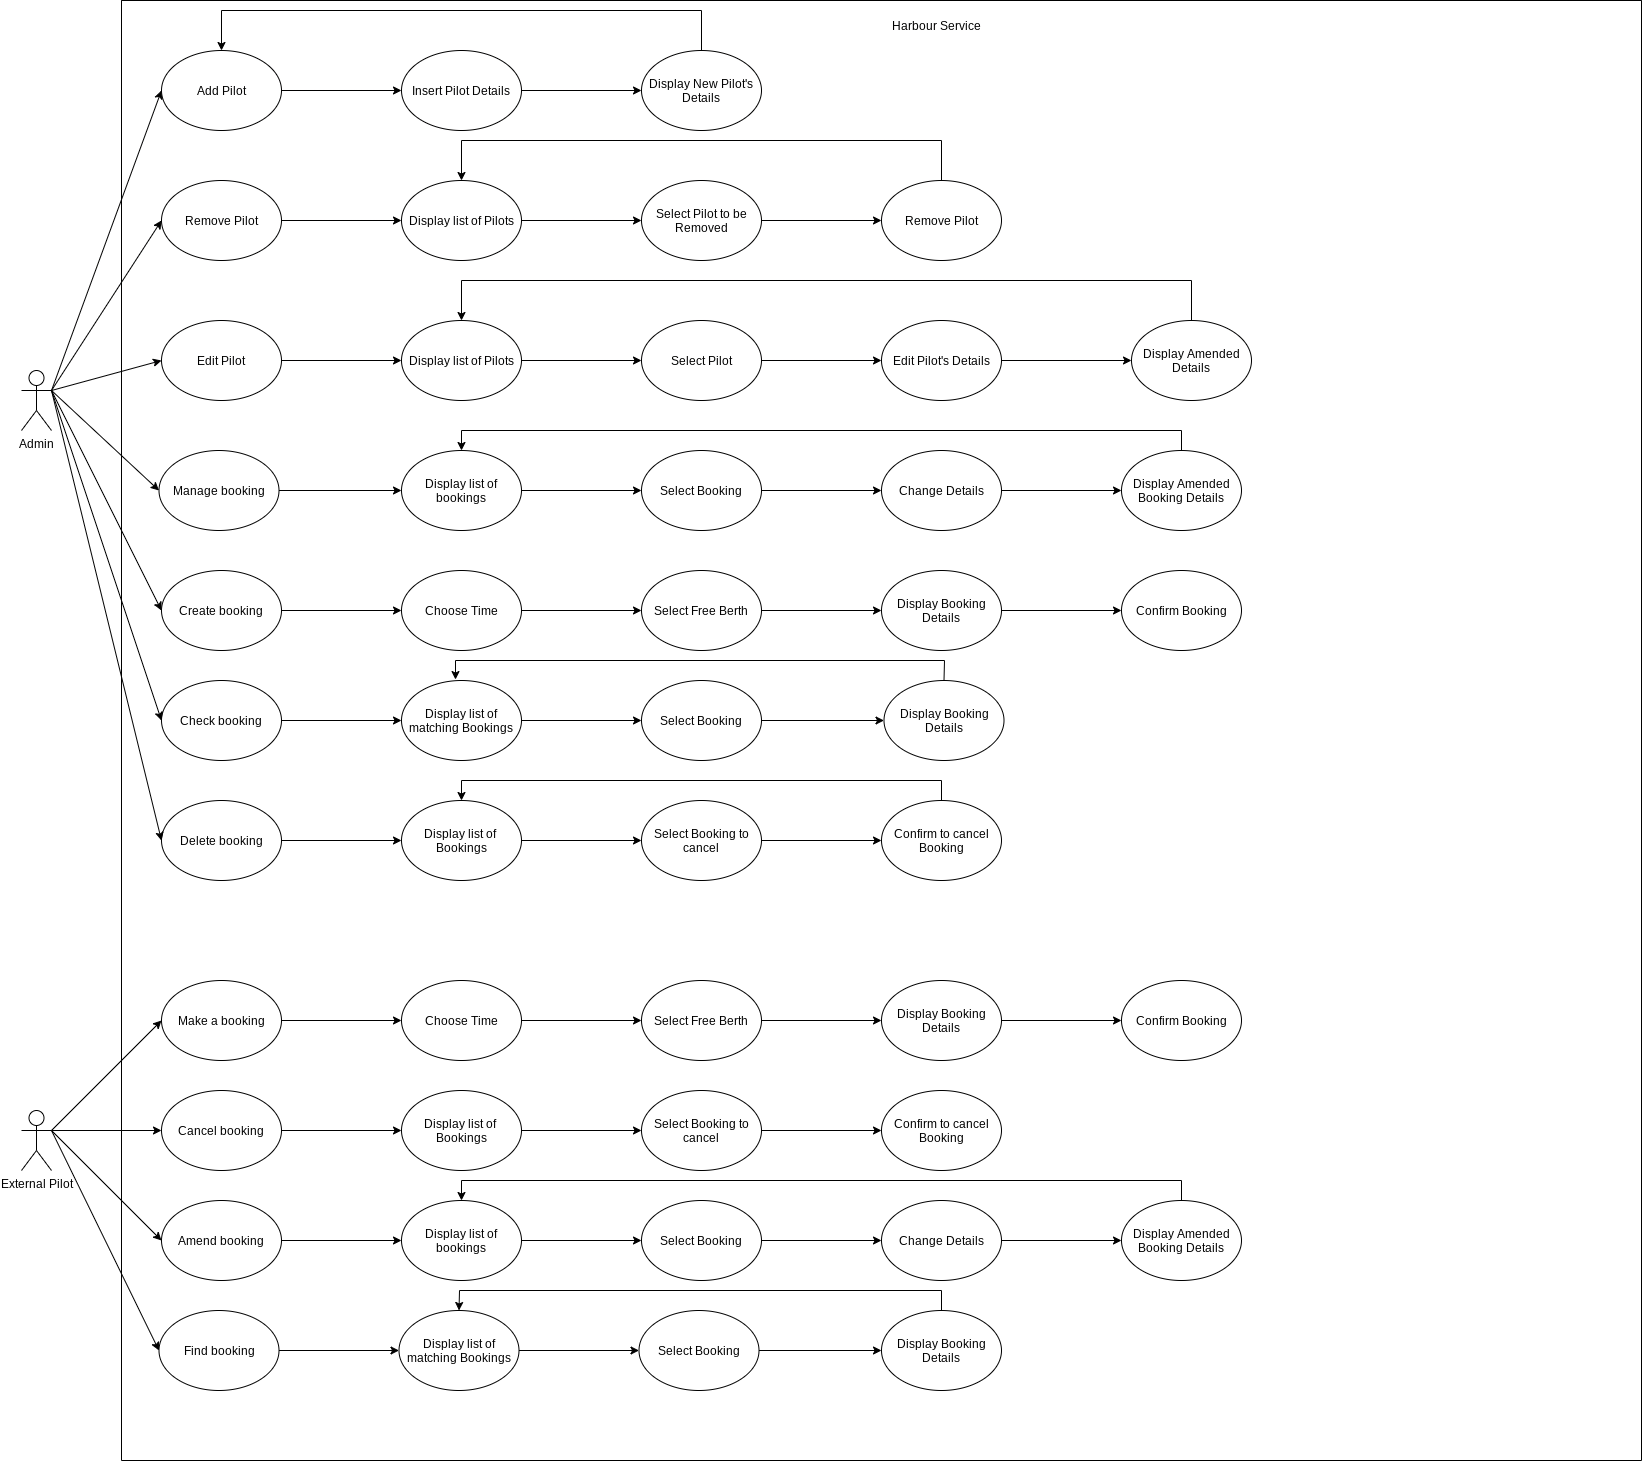 Harbour Service
Add Pilot
Insert Pilot Details
Display New Pilot's
Details
Remove Pilot
Display list of Pilots
Select Pilot to be
Removed
Remove Pilot
Edit Pilot
Display list of Pilots
Select Pilot
Edit Pilot's Details
Display Amended
Details
Admin
Manage booking
Display list of
bookings
Select Booking
Change Details
Display Amended
Booking Details
Create booking
Choose Time
Select Free Berth
Display Booking
Details
Confirm Booking
Check booking
Display list of
matching Bookings
Select Booking
Display Booking
Details
Delete booking
Display list of
Bookings
Select Booking to
cancel
Confirm to cancel
Booking
Make a booking
Choose Time
Select Free Berth
Display Booking
Details
Confirm Booking
Cancel booking
Display list of
Bookings
Select Booking to
cancel
Confirm to cancel
Booking
External Pilot
Amend booking
Display list of
bookings
Select Booking
Change Details
Display Amended
Booking Details
Find booking
Display list of
matching Bookings
Select Booking
Display Booking
Details